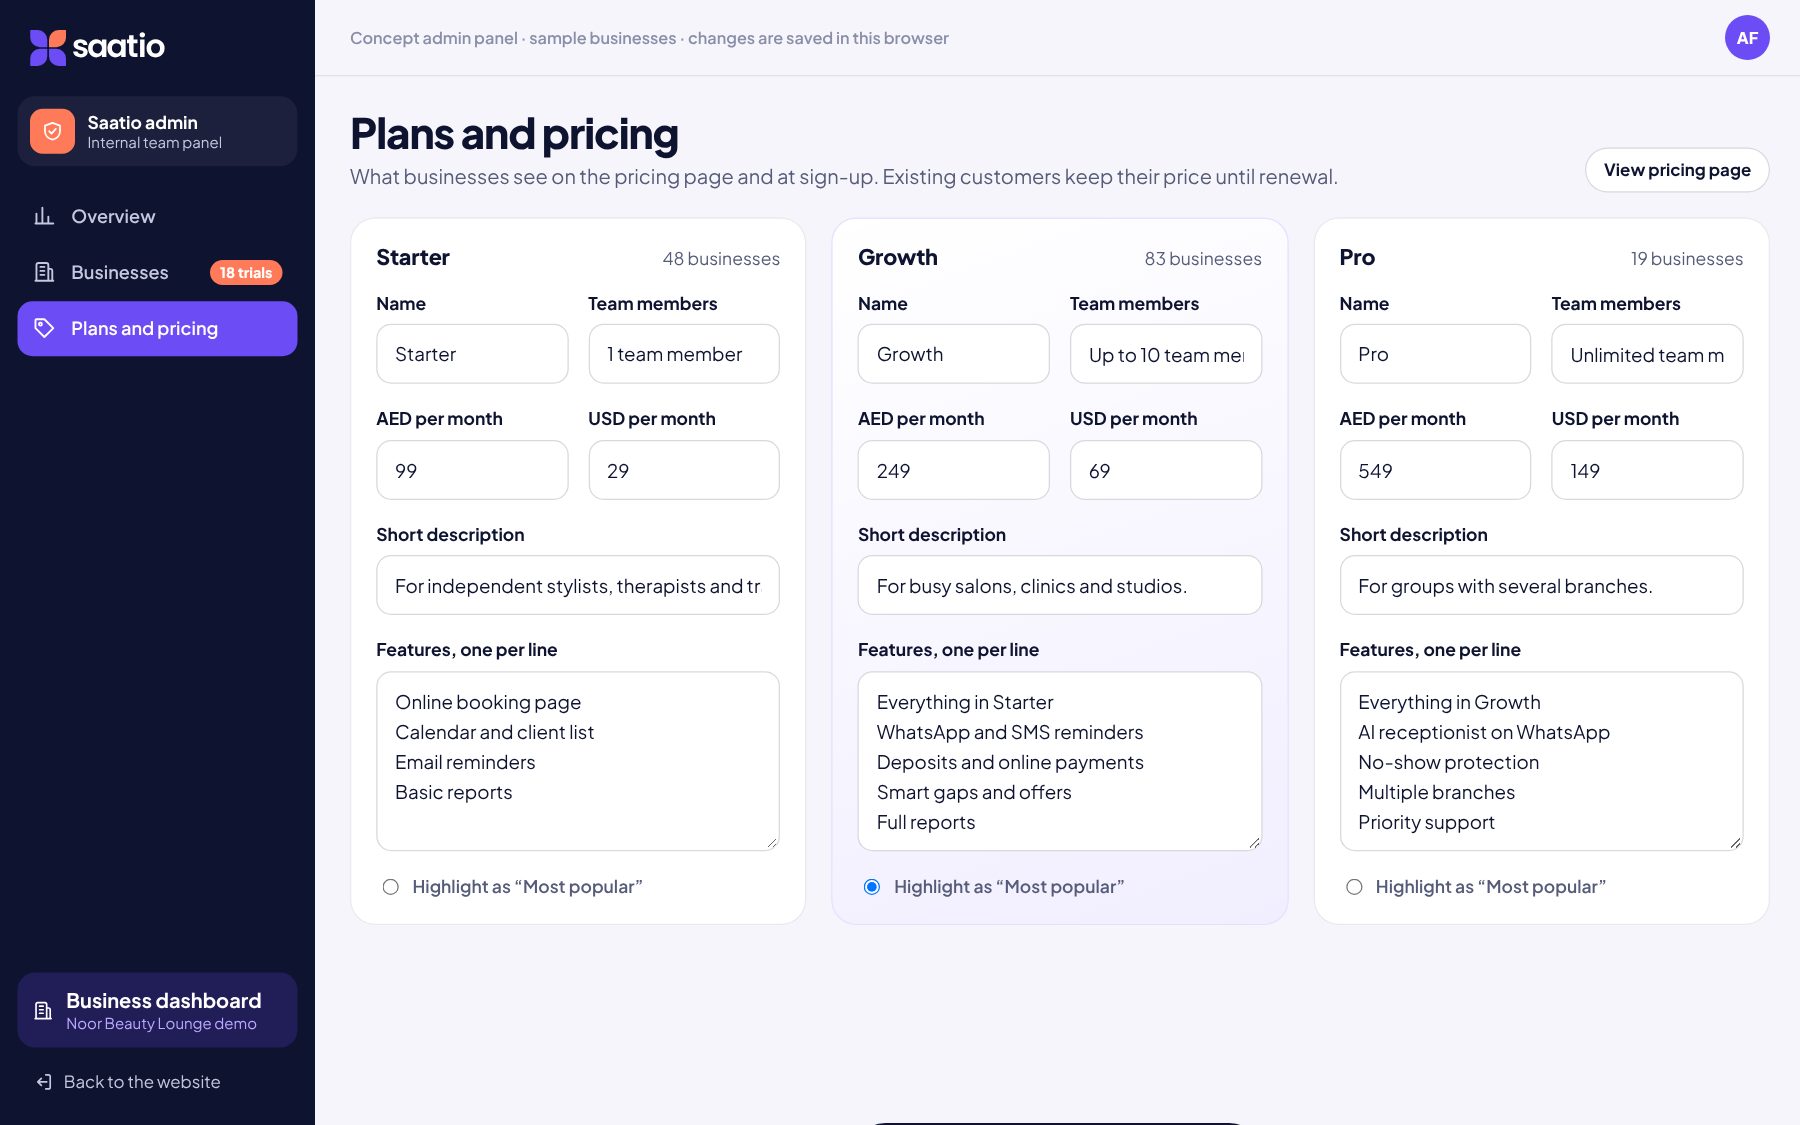 saatio
Concept admin panel · sample businesses · changes are saved in this browser
AF
Saatio admin
Internal team panel
Overview
Businesses
18 trials
Plans and pricing
Business dashboard
Noor Beauty Lounge demo
Back to the website
Plans and pricing
What businesses see on the pricing page and at sign-up. Existing customers keep their price until renewal.
View pricing page
Starter
48 businesses
Name
Team members
Starter
1 team member
AED per month
USD per month
99
29
Short description
For independent stylists, therapists and tr
Features, one per line
Online booking page
Calendar and client list
Email reminders
Basic reports
Highlight as “Most popular”
Growth
83 businesses
Name
Team members
Growth
Up to 10 team me
AED per month
USD per month
249
69
Short description
For busy salons, clinics and studios.
Features, one per line
Everything in Starter
WhatsApp and SMS reminders
Deposits and online payments
Smart gaps and offers
Full reports
Highlight as “Most popular”
Pro
19 businesses
Name
Team members
Pro
Unlimited team m
AED per month
USD per month
549
149
Short description
For groups with several branches.
Features, one per line
Everything in Growth
AI receptionist on WhatsApp
No-show protection
Multiple branches
Priority support
Highlight as “Most popular”